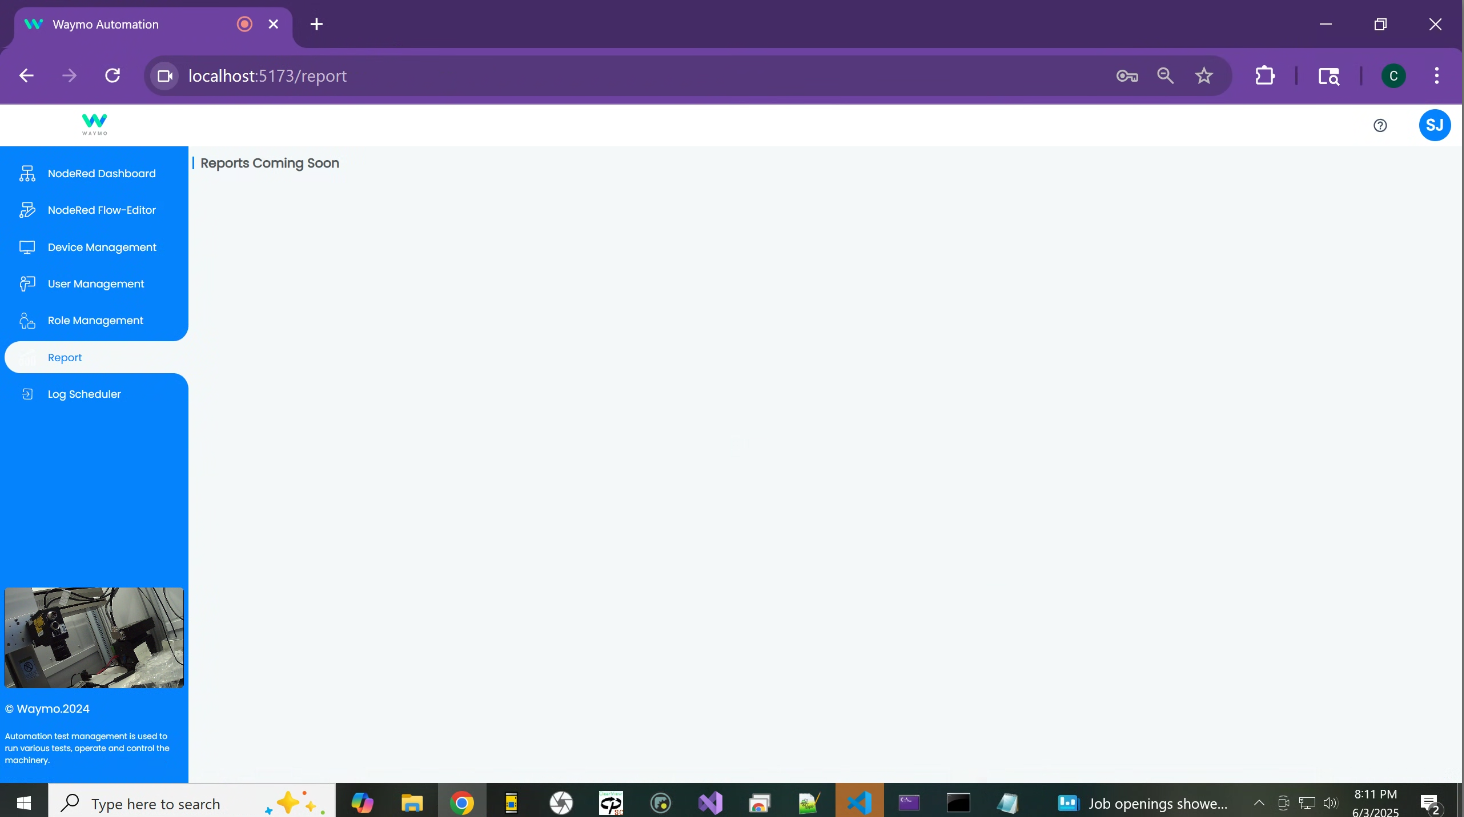 Waymo Automation
localhost:5173/report
C
WAYMO
SJ
NodeRed Dashboard
NodeRed Flow-Editor
Device Management
User Management
Role Management
Report
Log Scheduler
Reports Coming Soon
© Waymo.2024
Automation test management is used to
run various tests, operate and control the
machinery.
Type here to search
Job openings showe...
8:11 PM
6/3/2025
2